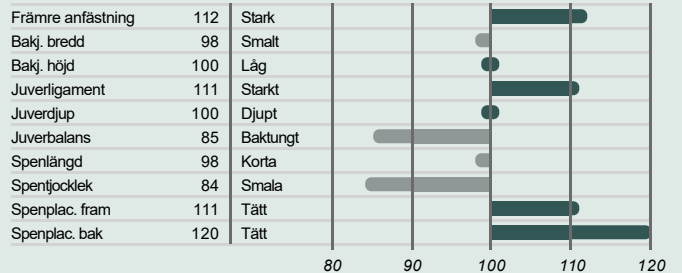 Främre anfästning 112 Stark
Bakj. bredd 98 Smalt
Bakj. höjd 100 Låg
Juverligament 111 Starkt
Juverdjup 100 Djupt
Juverbalans 85 Baktungt
Spenlängd 98 Korta
Spentjocklek 84 Smala
Spenplac. fram 111 Tätt
Spenplac. bak 120 Tätt
80 90 100 110 120